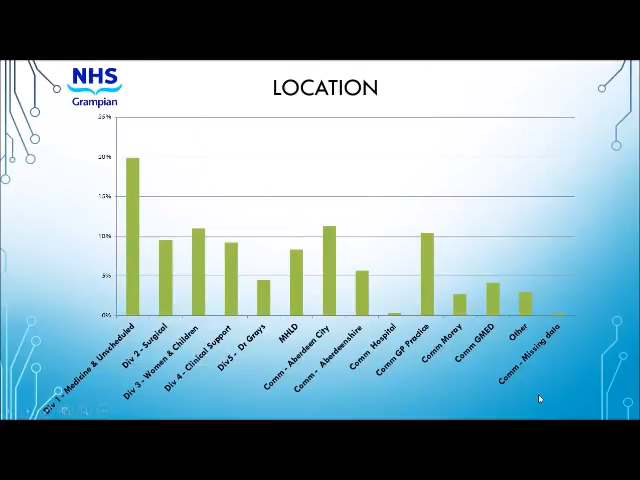 NHS
Grampian
LOCATION
25%
20%
15%
10%
5%
0%
Div 1 - Medicine & Unscheduled
Div 2 - Surgical
Div 3 - Women & Children
Div 4 - Clinical Support
Div5 - Dr Grays
MHLD
Comm - Aberdeen City
Comm - Aberdeenshire
Comm Hospital
Comm GP Practice
Comm Moray
Comm GMED
Other
Comm - Missing data